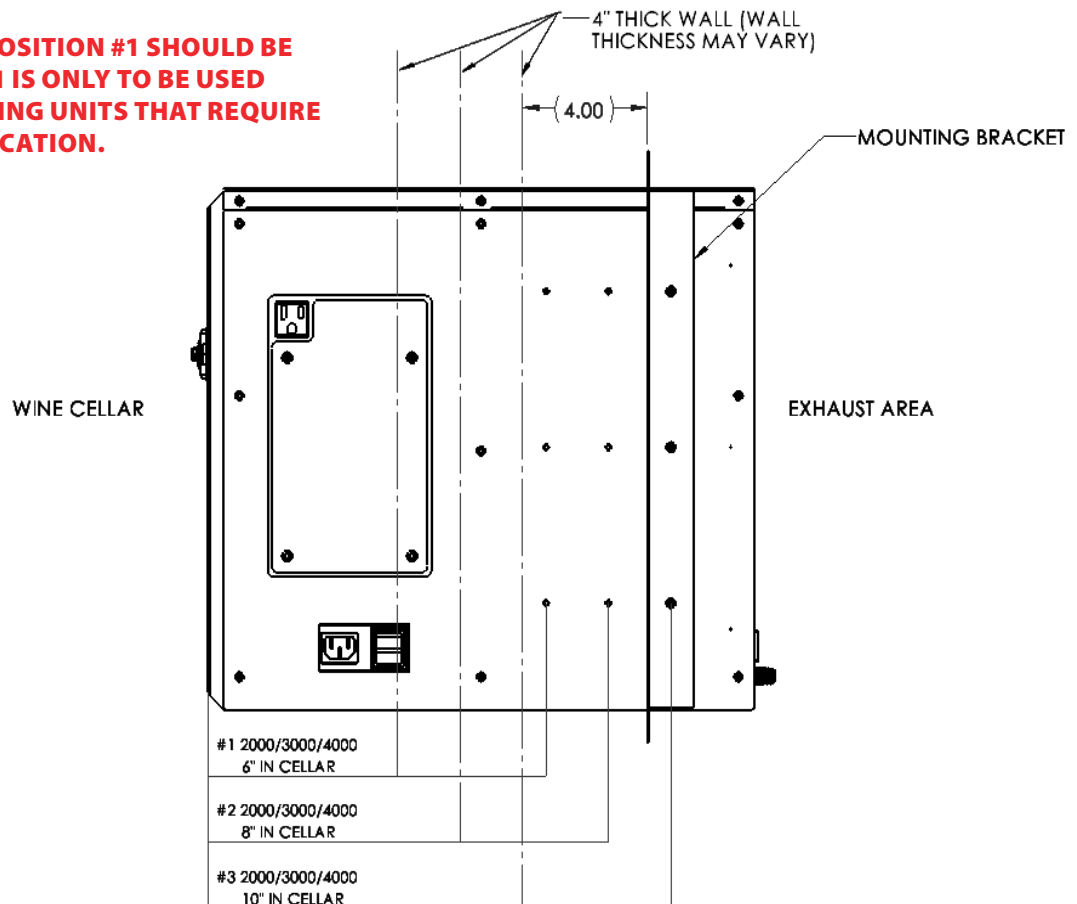 OSITION #1 SHOULD BE
1 IS ONLY TO BE USED
ING UNITS THAT REQUIRE
CATION.
4" THICK WALL (WALL
THICKNESS MAY VARY)
(4.00)
MOUNTING BRACKET
WINE CELLAR
EXHAUST AREA
#1 2000/3000/4000
6" IN CELLAR
#2 2000/3000/4000
8" IN CELLAR
#3 2000/3000/4000
10" IN CELLAR